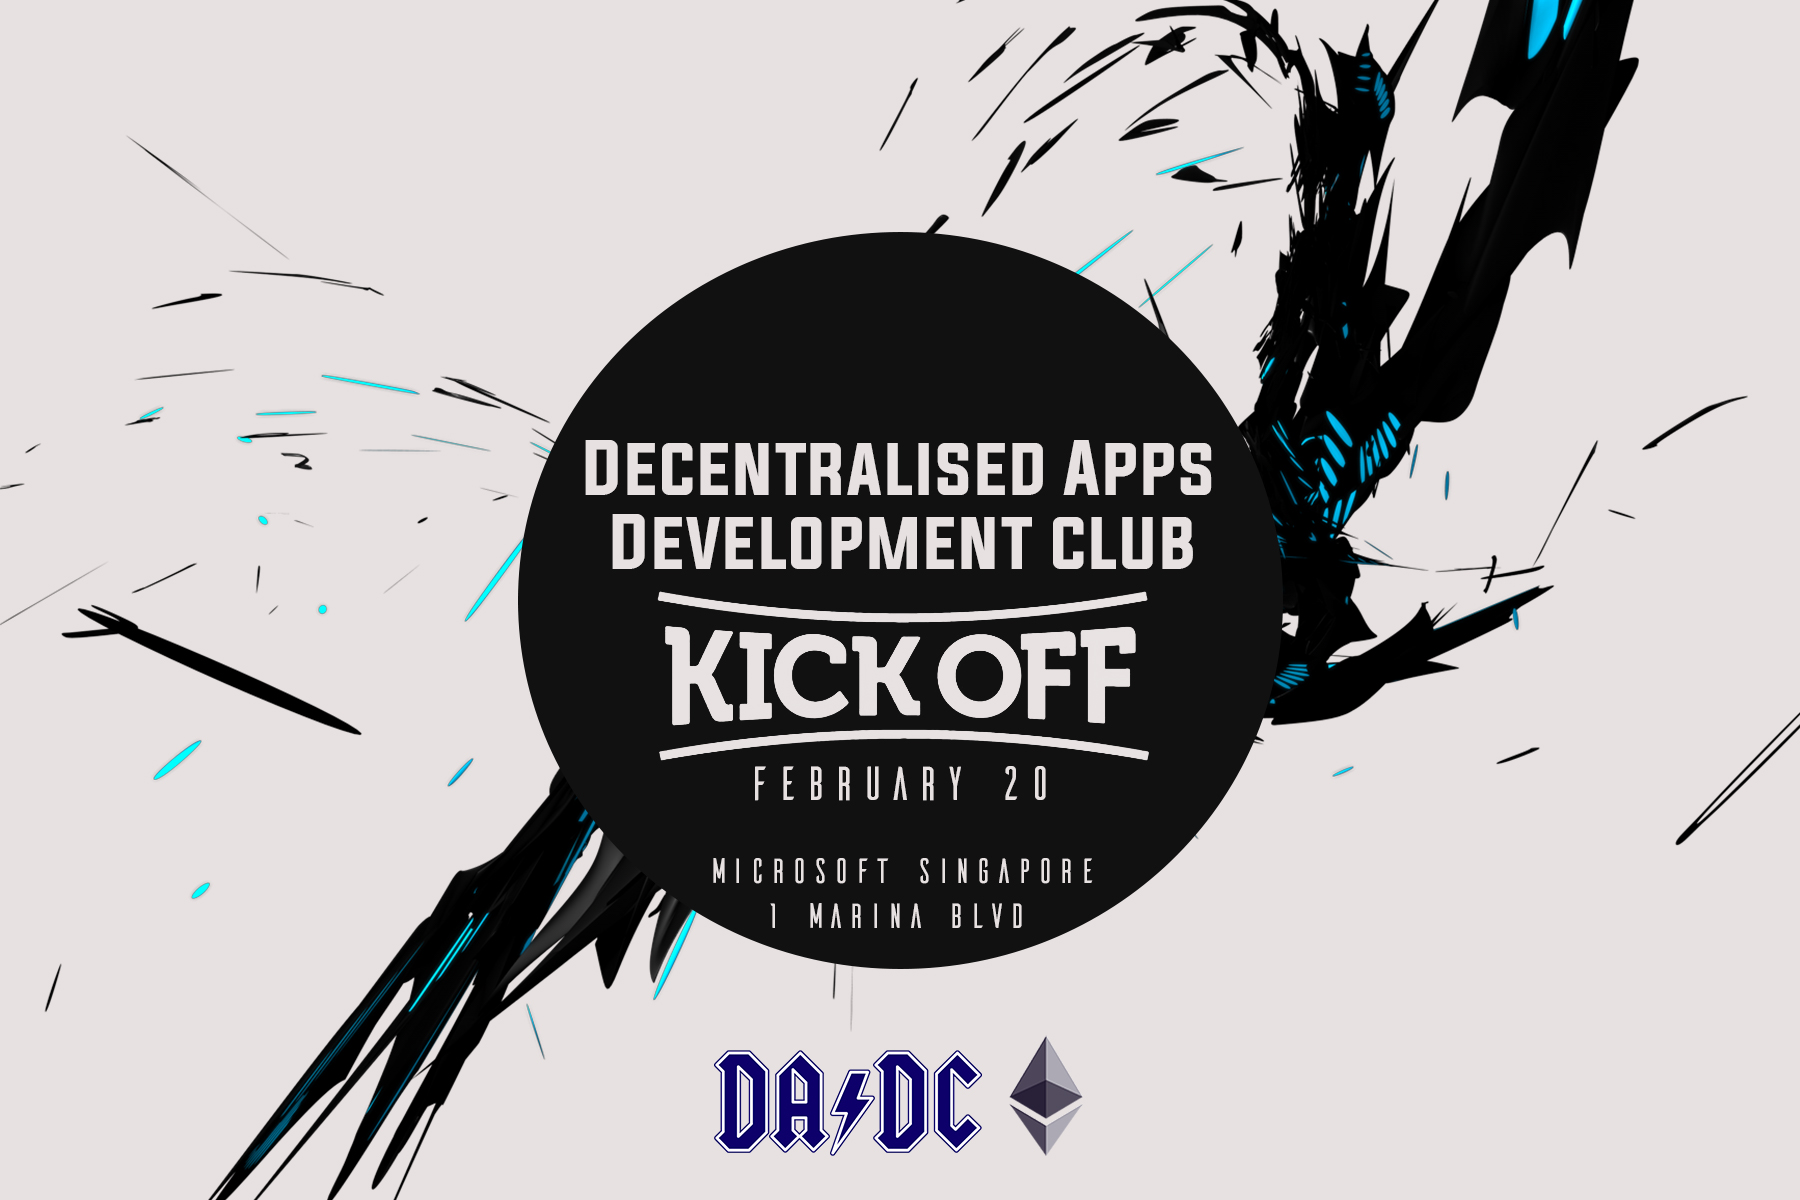 Decentralised Apps
Development club
KICK OFF
FEBRUARY 20
MICROSOFT SINGAPORE
1 MARINA BLVD
DA⚡DC